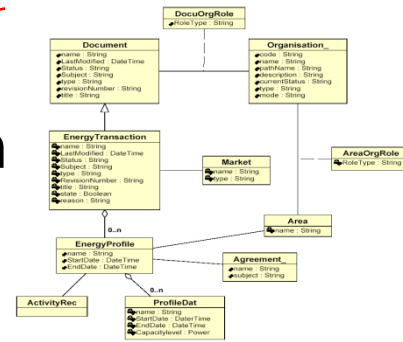 DocuOrgRole
RoleType : String
Document
name : String
LastModified : DateTime
Status : String
Subject : String
type : String
revisionNumber : String
title : String
Organisation_
code : String
name : String
pathName : String
description : String
currentStatus : String
type : String
mode : String
n
EnergyTransaction
name : String
LastModified : DateTime
Status : String
Subject : String
type : String
RevisionNumber : String
title : String
state : Boolean
reason : String
Market
name : String
type : String
AreaOrgRole
RoleType : String
Area
name : String
0..n
EnergyProfile
name : String
StartDate : DateTime
EndDate : DateTime
Agreement_
name : String
subject : String
0..n
ActivityRec
ProfileDat
name : String
StartDate : DaterTime
EndDate : DateTime
Capacitylevel : Power